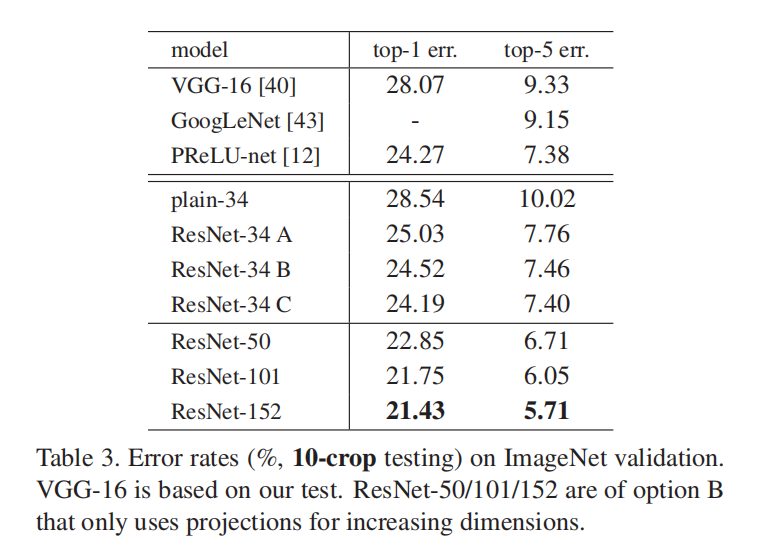 model top-1 err. top-5 err.
VGG-16 [40] 28.07 9.33
GoogLeNet [43] - 9.15
PReLU-net [12] 24.27 7.38
plain-34 28.54 10.02
ResNet-34 A 25.03 7.76
ResNet-34 B 24.52 7.46
ResNet-34 C 24.19 7.40
ResNet-50 22.85 6.71
ResNet-101 21.75 6.05
ResNet-152 21.43 5.71
Table 3. Error rates (%, 10-crop testing) on ImageNet validation.
VGG-16 is based on our test. ResNet-50/101/152 are of option B
that only uses projections for increasing dimensions.